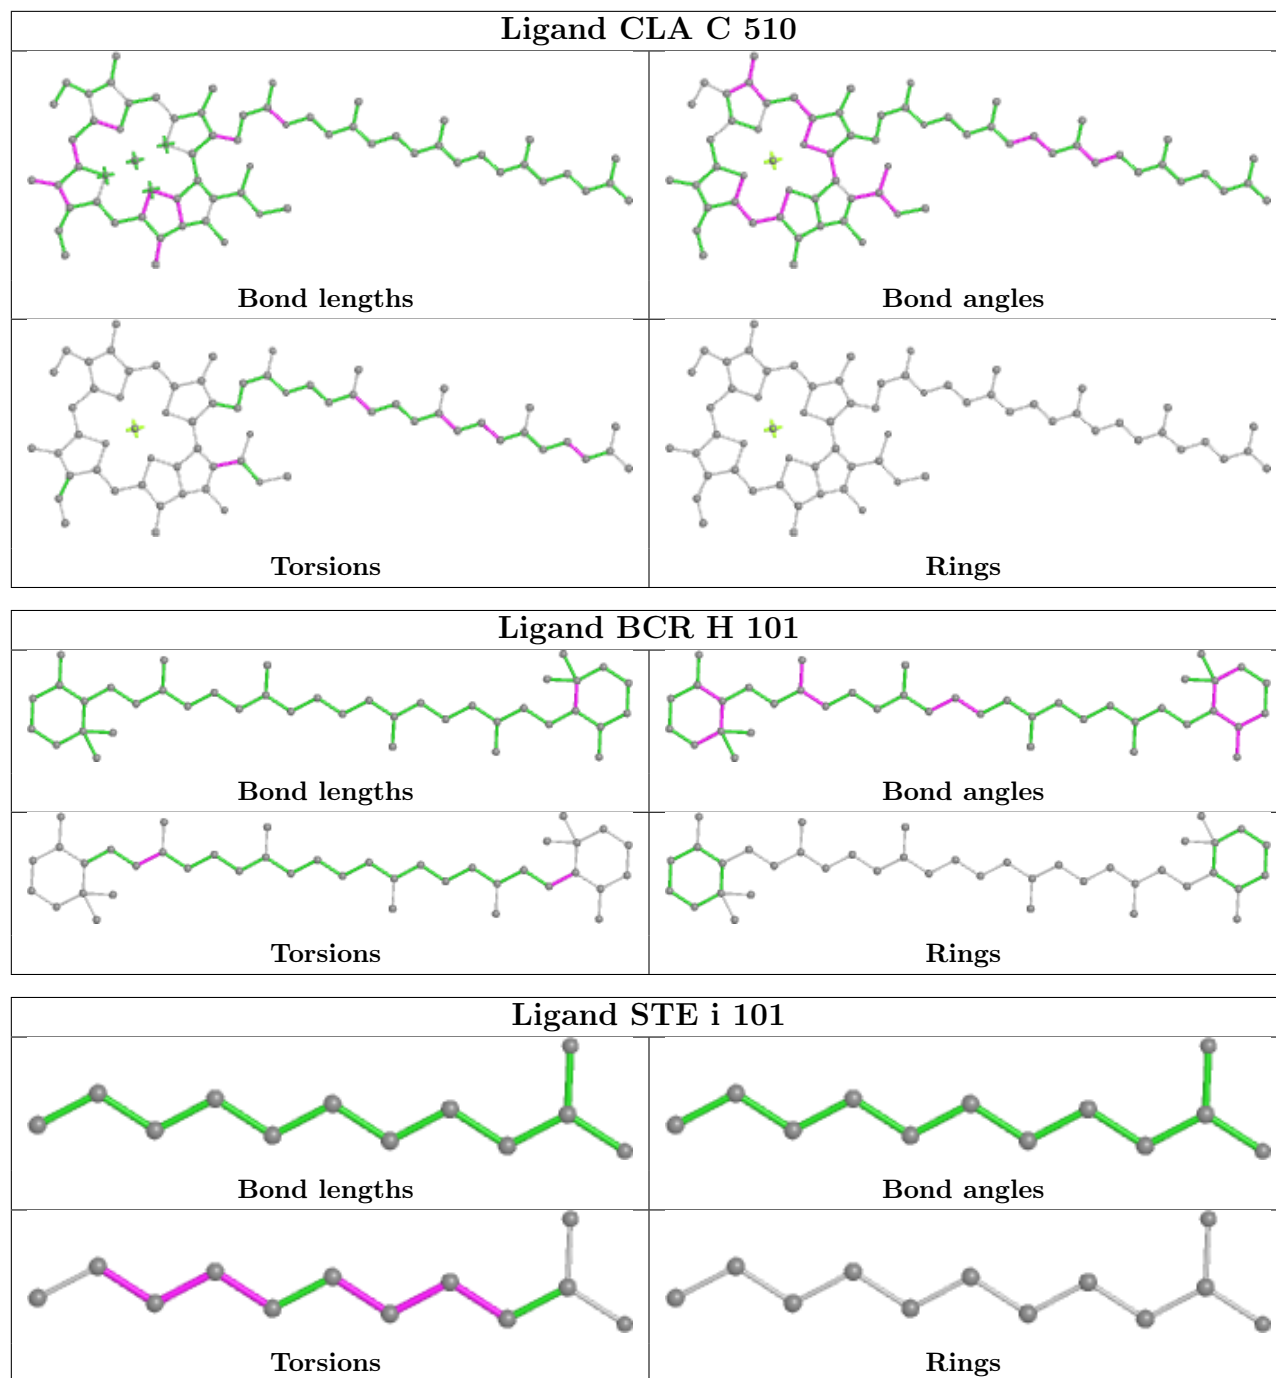 Ligand CLA C 510
Bond lengths
Bond angles
Torsions
Rings
Ligand BCR H 101
Bond lengths
Bond angles
Torsions
Rings
Ligand STE i 101
Bond lengths
Bond angles
Torsions
Rings